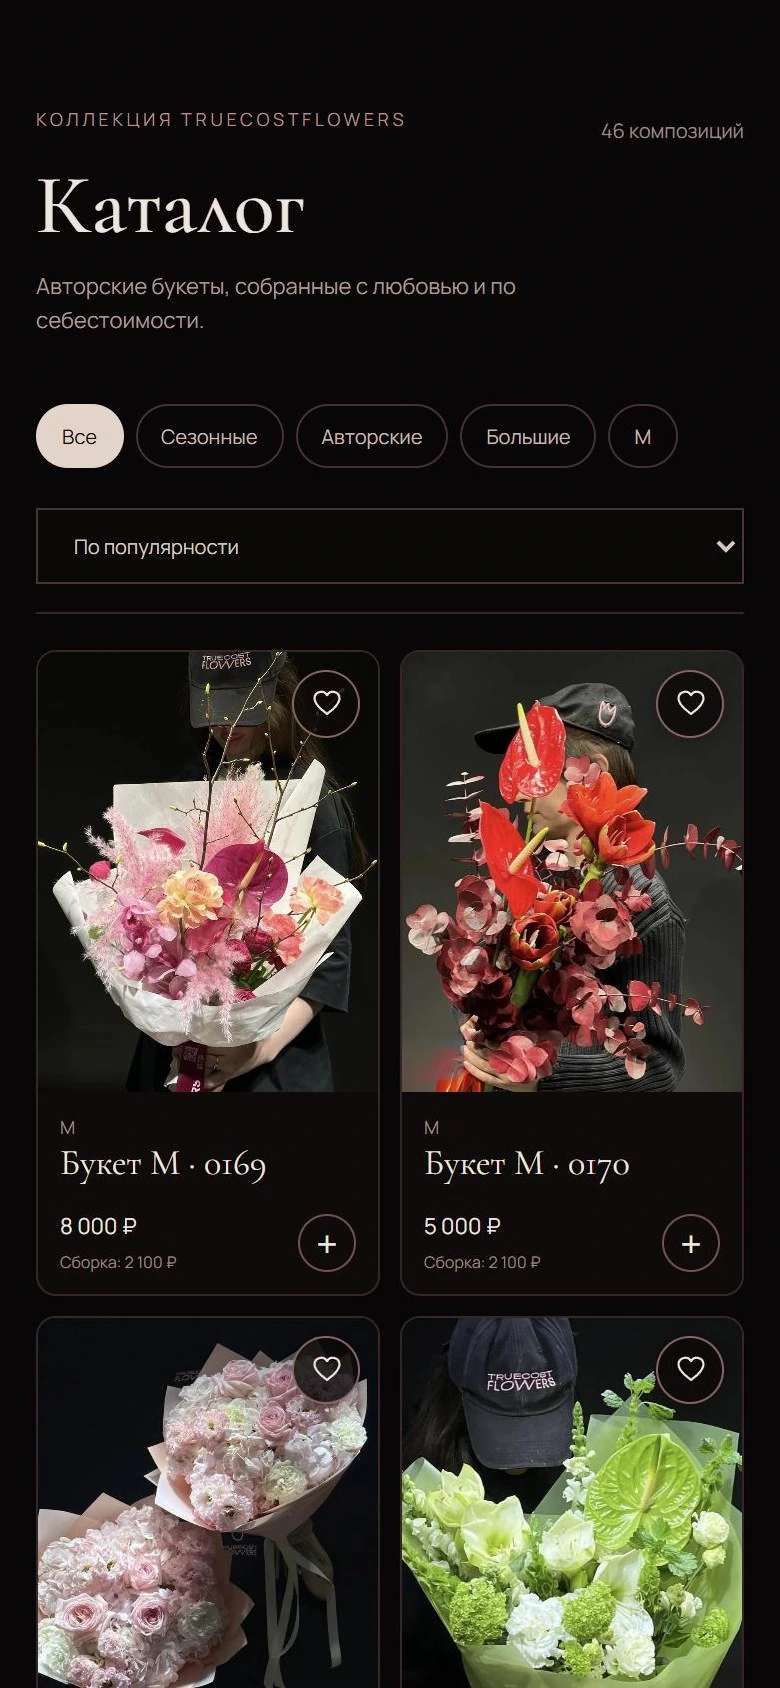 КОЛЛЕКЦИЯ TRUECOSTFLOWERS
46 композиций
Каталог
Авторские букеты, собранные с любовью и по
себестоимости.
Все
Сезонные
Авторские
Большие
M
По популярности
TRUECOST
FLOWERS
M
Букет M · 0169
8 000 ₽
Сборка: 2 100 ₽
+
M
Букет M · 0170
5 000 ₽
Сборка: 2 100 ₽
+
TRUECOST
FLOWERS